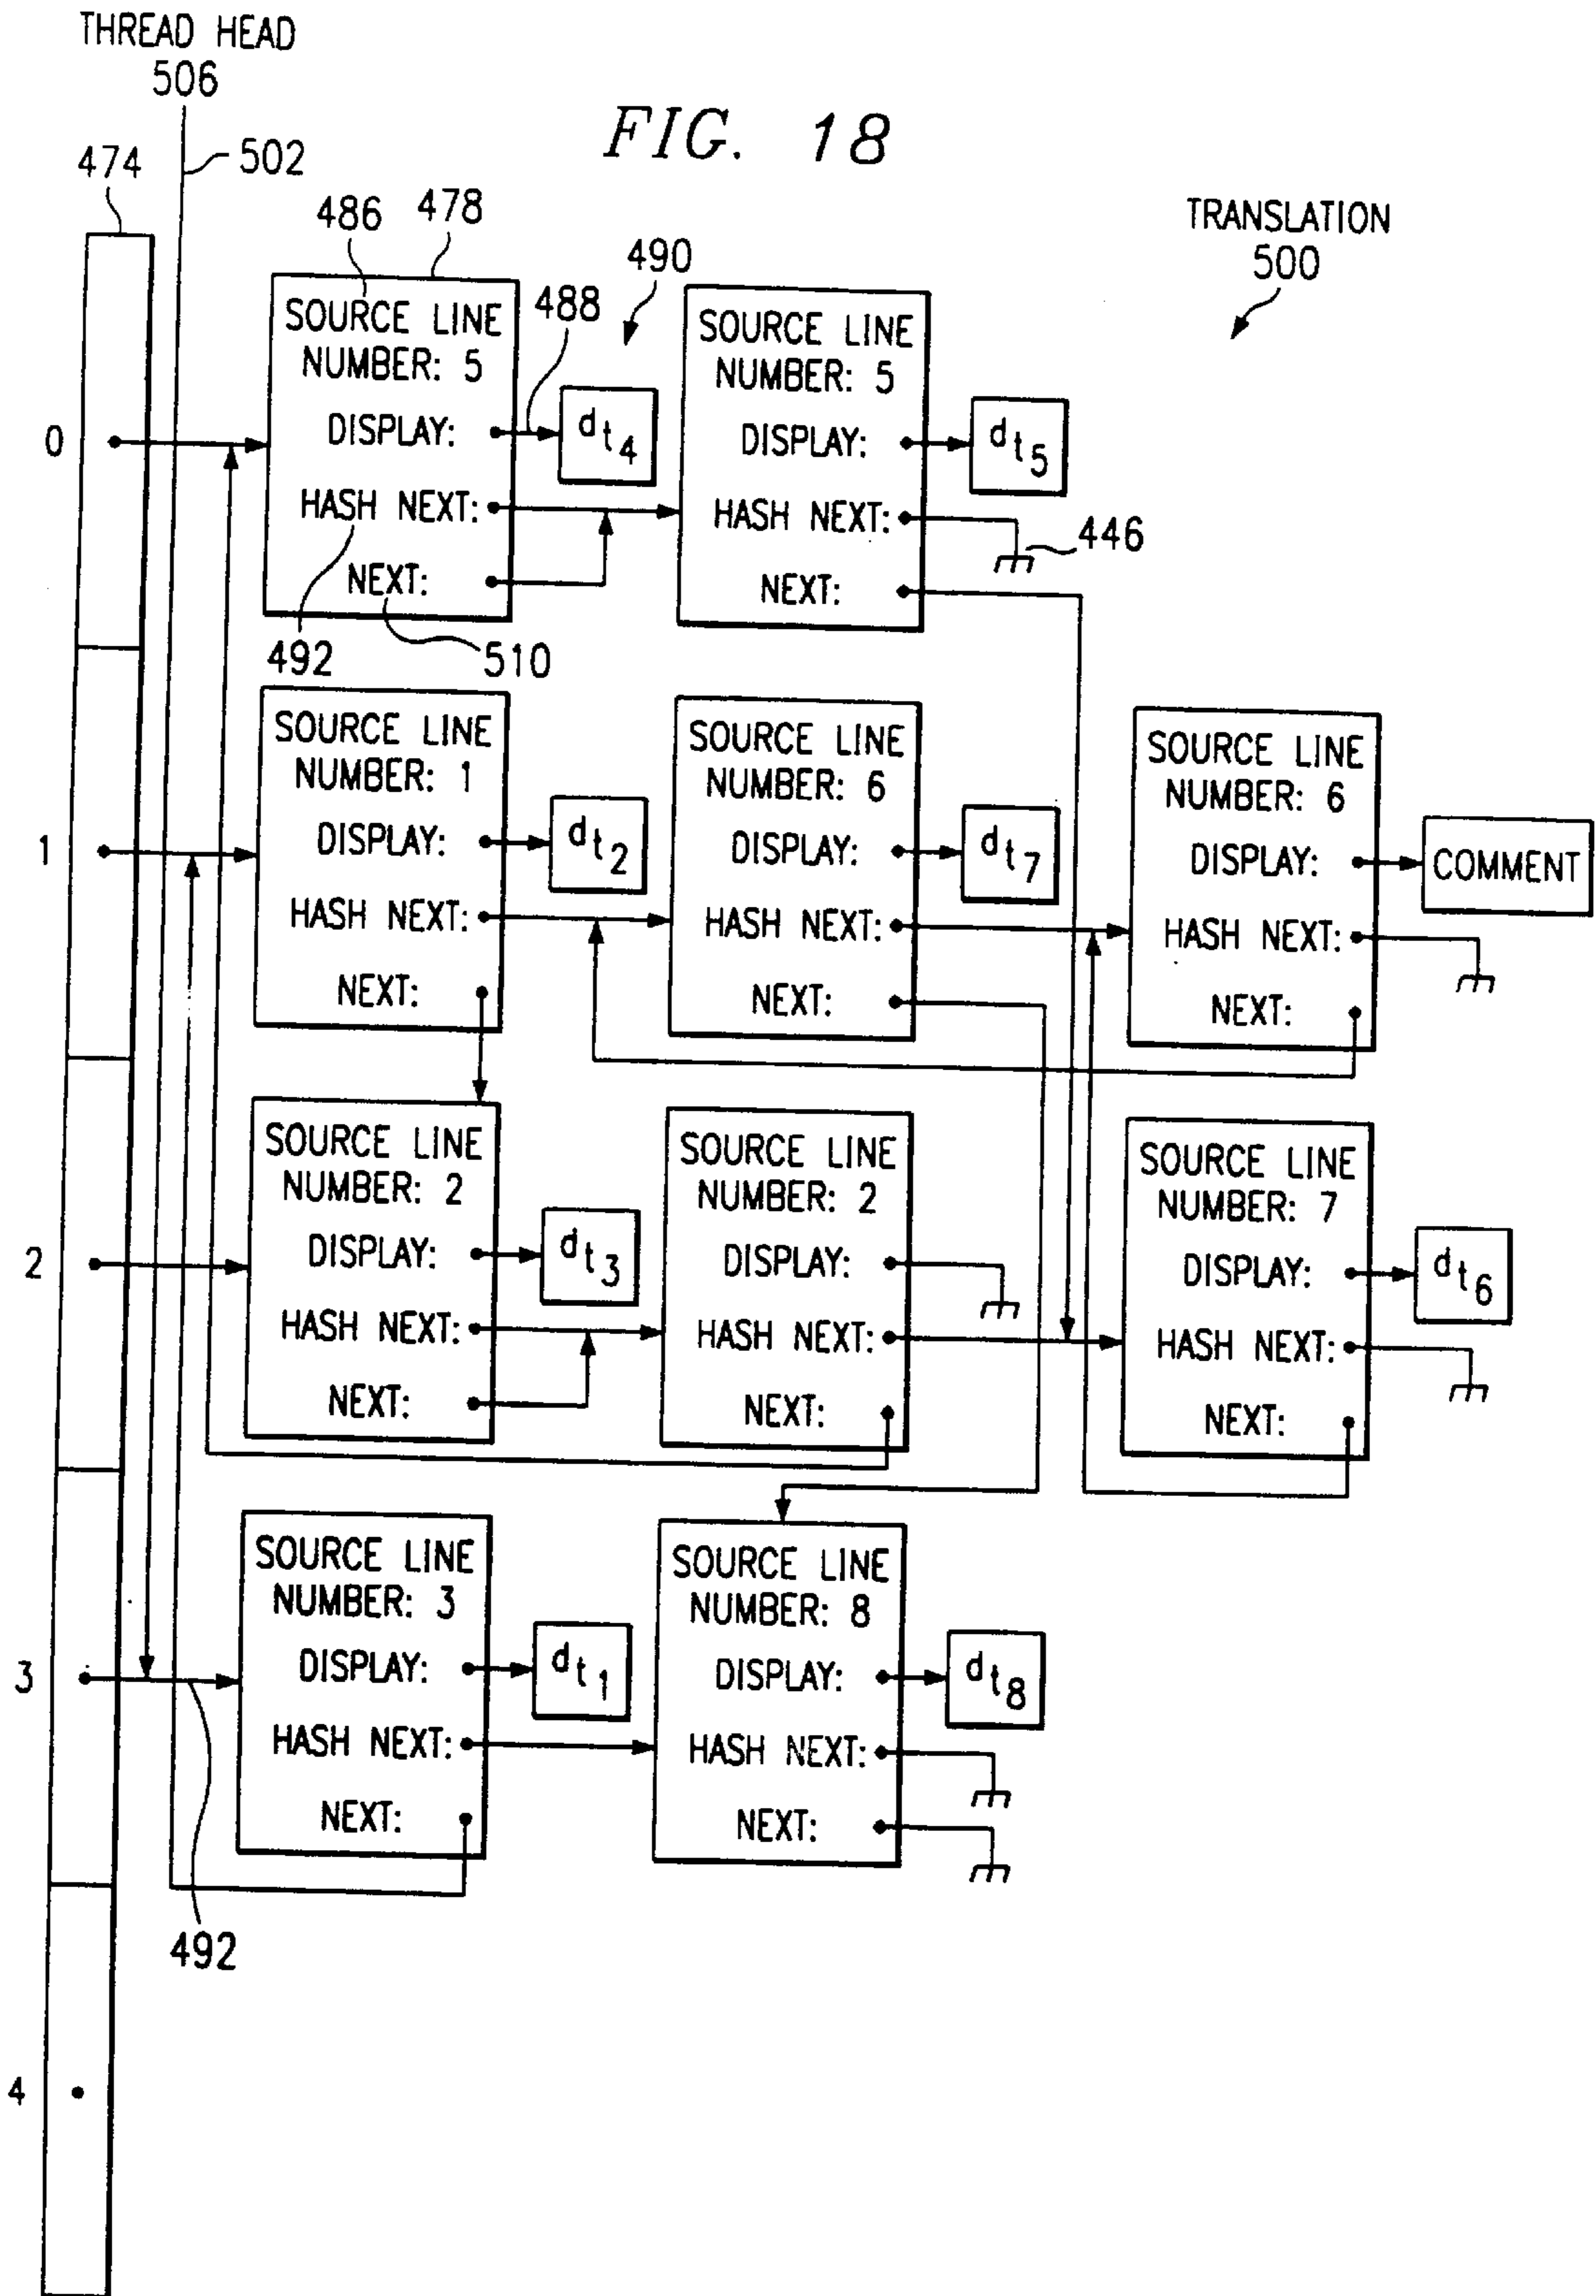 THREAD HEAD
506
FIG. 18
474
502
TRANSLATION
500
486
478
490
488
0
SOURCE LINE
NUMBER: 5
DISPLAY:
HASH NEXT:
NEXT:
dt4
SOURCE LINE
NUMBER: 5
DISPLAY:
HASH NEXT:
NEXT:
dt5
446
492
510
1
SOURCE LINE
NUMBER: 1
DISPLAY:
HASH NEXT:
NEXT:
dt2
SOURCE LINE
NUMBER: 6
DISPLAY:
HASH NEXT:
NEXT:
dt7
SOURCE LINE
NUMBER: 6
DISPLAY:
HASH NEXT:
NEXT:
COMMENT
2
SOURCE LINE
NUMBER: 2
DISPLAY:
HASH NEXT:
NEXT:
dt3
SOURCE LINE
NUMBER: 2
DISPLAY:
HASH NEXT:
NEXT:
SOURCE LINE
NUMBER: 7
DISPLAY:
HASH NEXT:
NEXT:
dt6
3
SOURCE LINE
NUMBER: 3
DISPLAY:
HASH NEXT:
NEXT:
dt1
SOURCE LINE
NUMBER: 8
DISPLAY:
HASH NEXT:
NEXT:
dt8
492
4